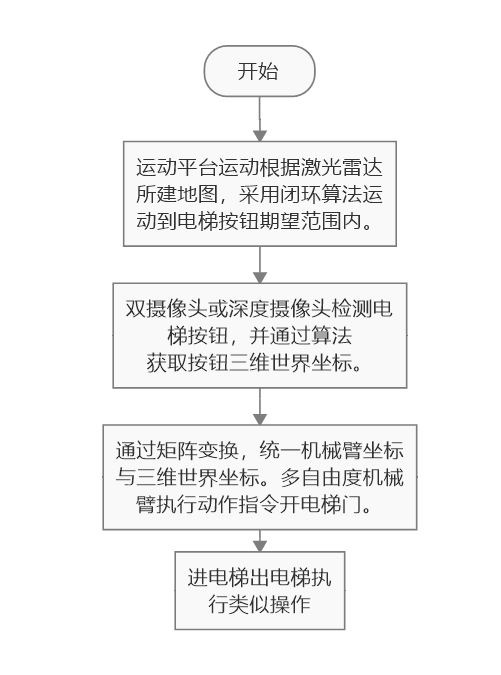 开始
运动平台运动根据激光雷达
所建地图，采用闭环算法运
动到电梯按钮期望范围内。
双摄像头或深度摄像头检测电
梯按钮，并通过算法
获取按钮三维世界坐标。
通过矩阵变换，统一机械臂坐标
与三维世界坐标。多自由度机械
臂执行动作指令开电梯门。
进电梯出电梯执
行类似操作